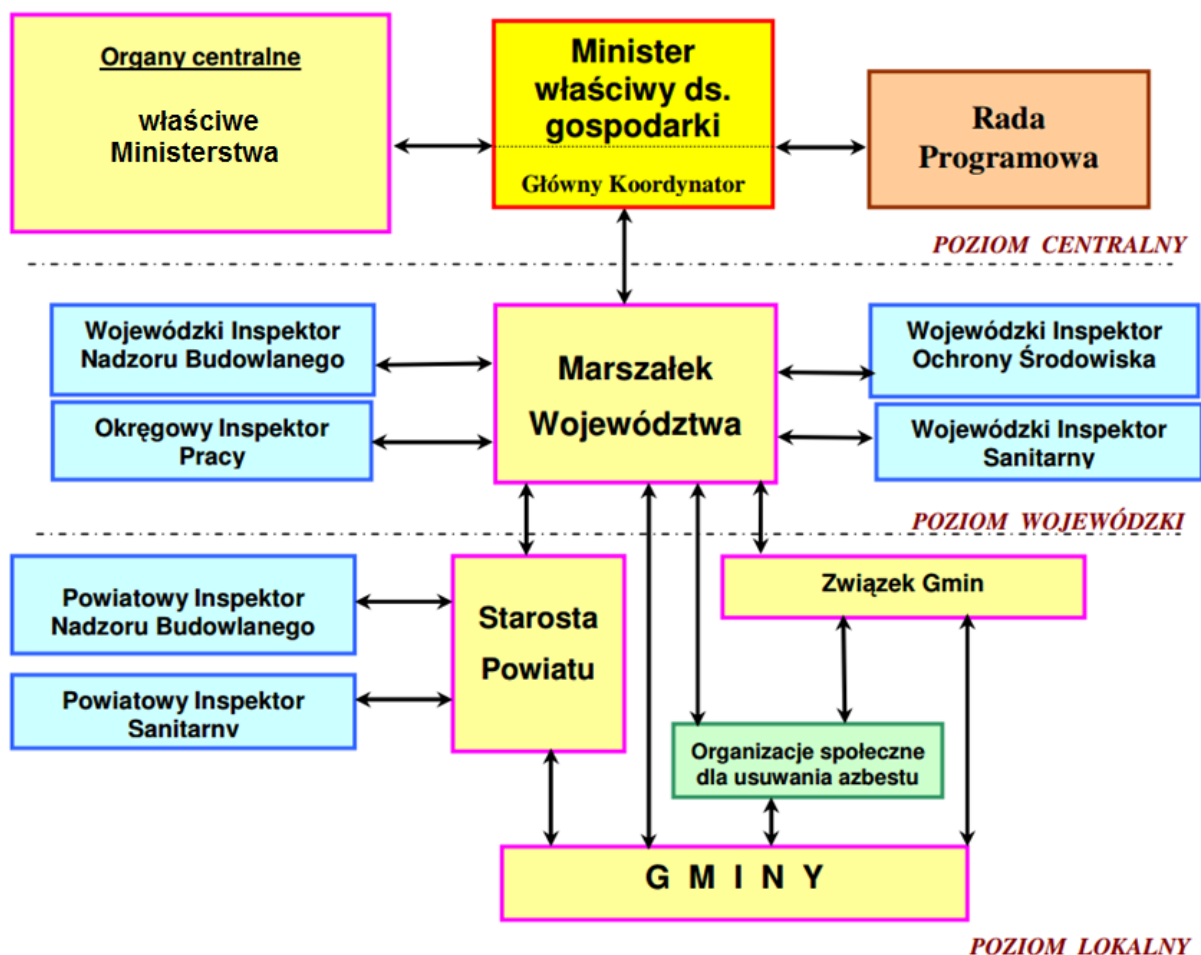 Organy centralne
właściwe
Ministerstwa
Minister
właściwy ds.
gospodarki
Główny Koordynator
Rada
Programowa
POZIOM CENTRALNY
Wojewódzki Inspektor
Nadzoru Budowlanego
Okręgowy Inspektor
Pracy
Marszałek
Województwa
Wojewódzki Inspektor
Ochrony Środowiska
Wojewódzki Inspektor
Sanitarny
POZIOM WOJEWÓDZKI
Powiatowy Inspektor
Nadzoru Budowlanego
Powiatowy Inspektor
Sanitarny
Starosta
Powiatu
Związek Gmin
Organizacje społeczne
dla usuwania azbestu
G M I N Y
POZIOM LOKALNY